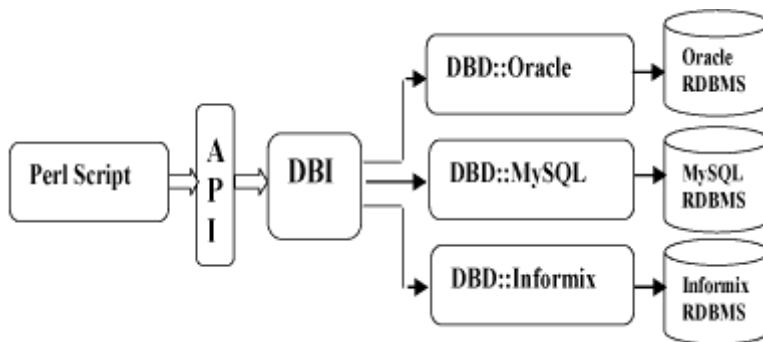 Perl Script
A
P
I
DBI
DBD::Oracle
Oracle
RDBMS
DBD::MySQL
MySQL
RDBMS
DBD::Informix
Informix
RDBMS